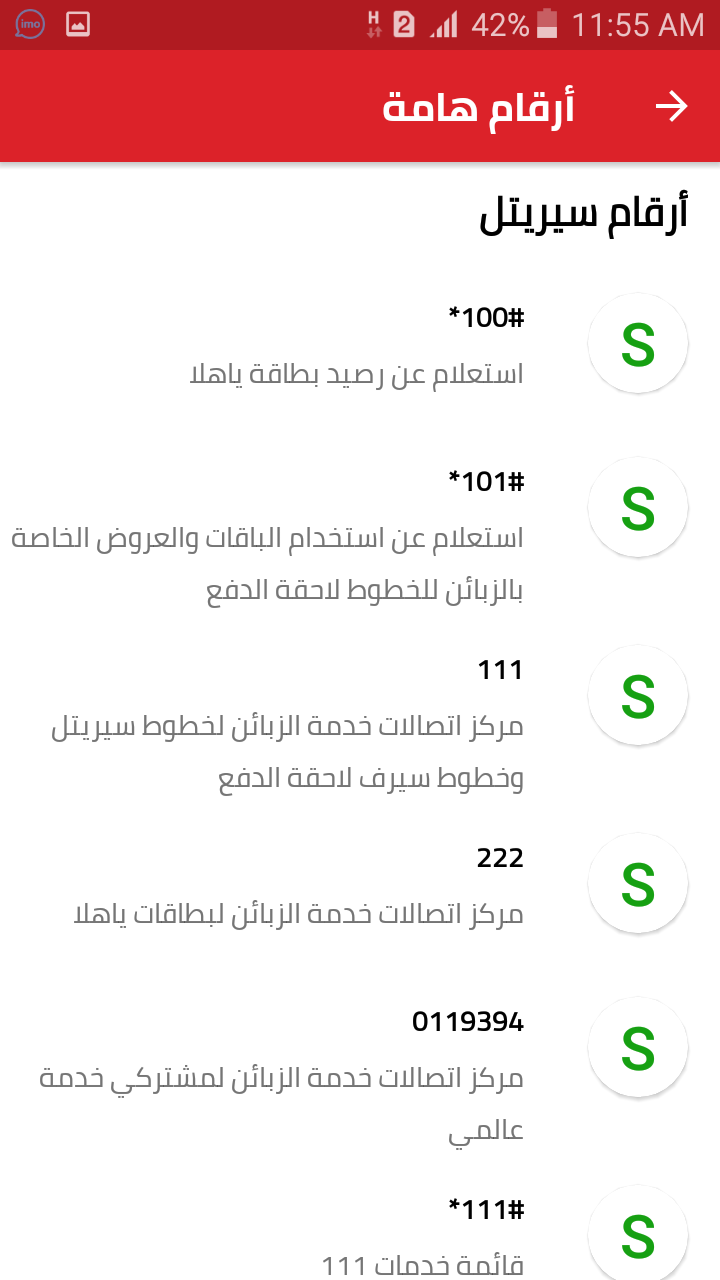 imo H 2 42% 11:55 AM
أرقام هامة
أرقام سيريتل
S
*100#
استعلام عن رصيد بطاقة ياهلا
S
*101#
استعلام عن استخدام الباقات والعروض الخاصة
بالزبائن للخطوط لاحقة الدفع
S
111
مركز اتصالات خدمة الزبائن لخطوط سيريتل
وخطوط سيرف لاحقة الدفع
S
222
مركز اتصالات خدمة الزبائن لبطاقات ياهلا
S
0119394
مركز اتصالات خدمة الزبائن لمشتركي خدمة
عالمي
S
*111#
قائمة خدمات 111